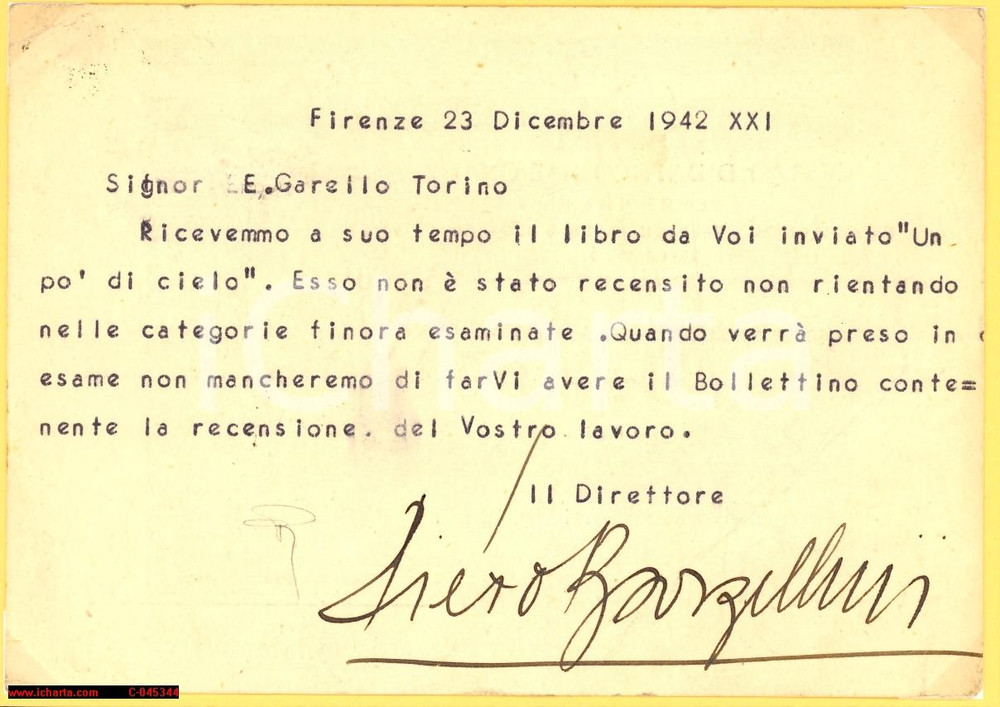 Firenze 23 Dicembre 1942 XXI
Signor E.Garello Torino
Ricevemmo a suo tempo il libro da Voi inviato"Un
po' di cielo". Esso non è stato recensito non rientando
nelle categorie finora esaminate .Quando verrà preso in
esame non mancheremo di farVi avere il Bollettino conte=
nente la recensione. del Vostro lavoro.
Il Direttore
Piero Bargellini
iCharta
www.icharta.com C-045344